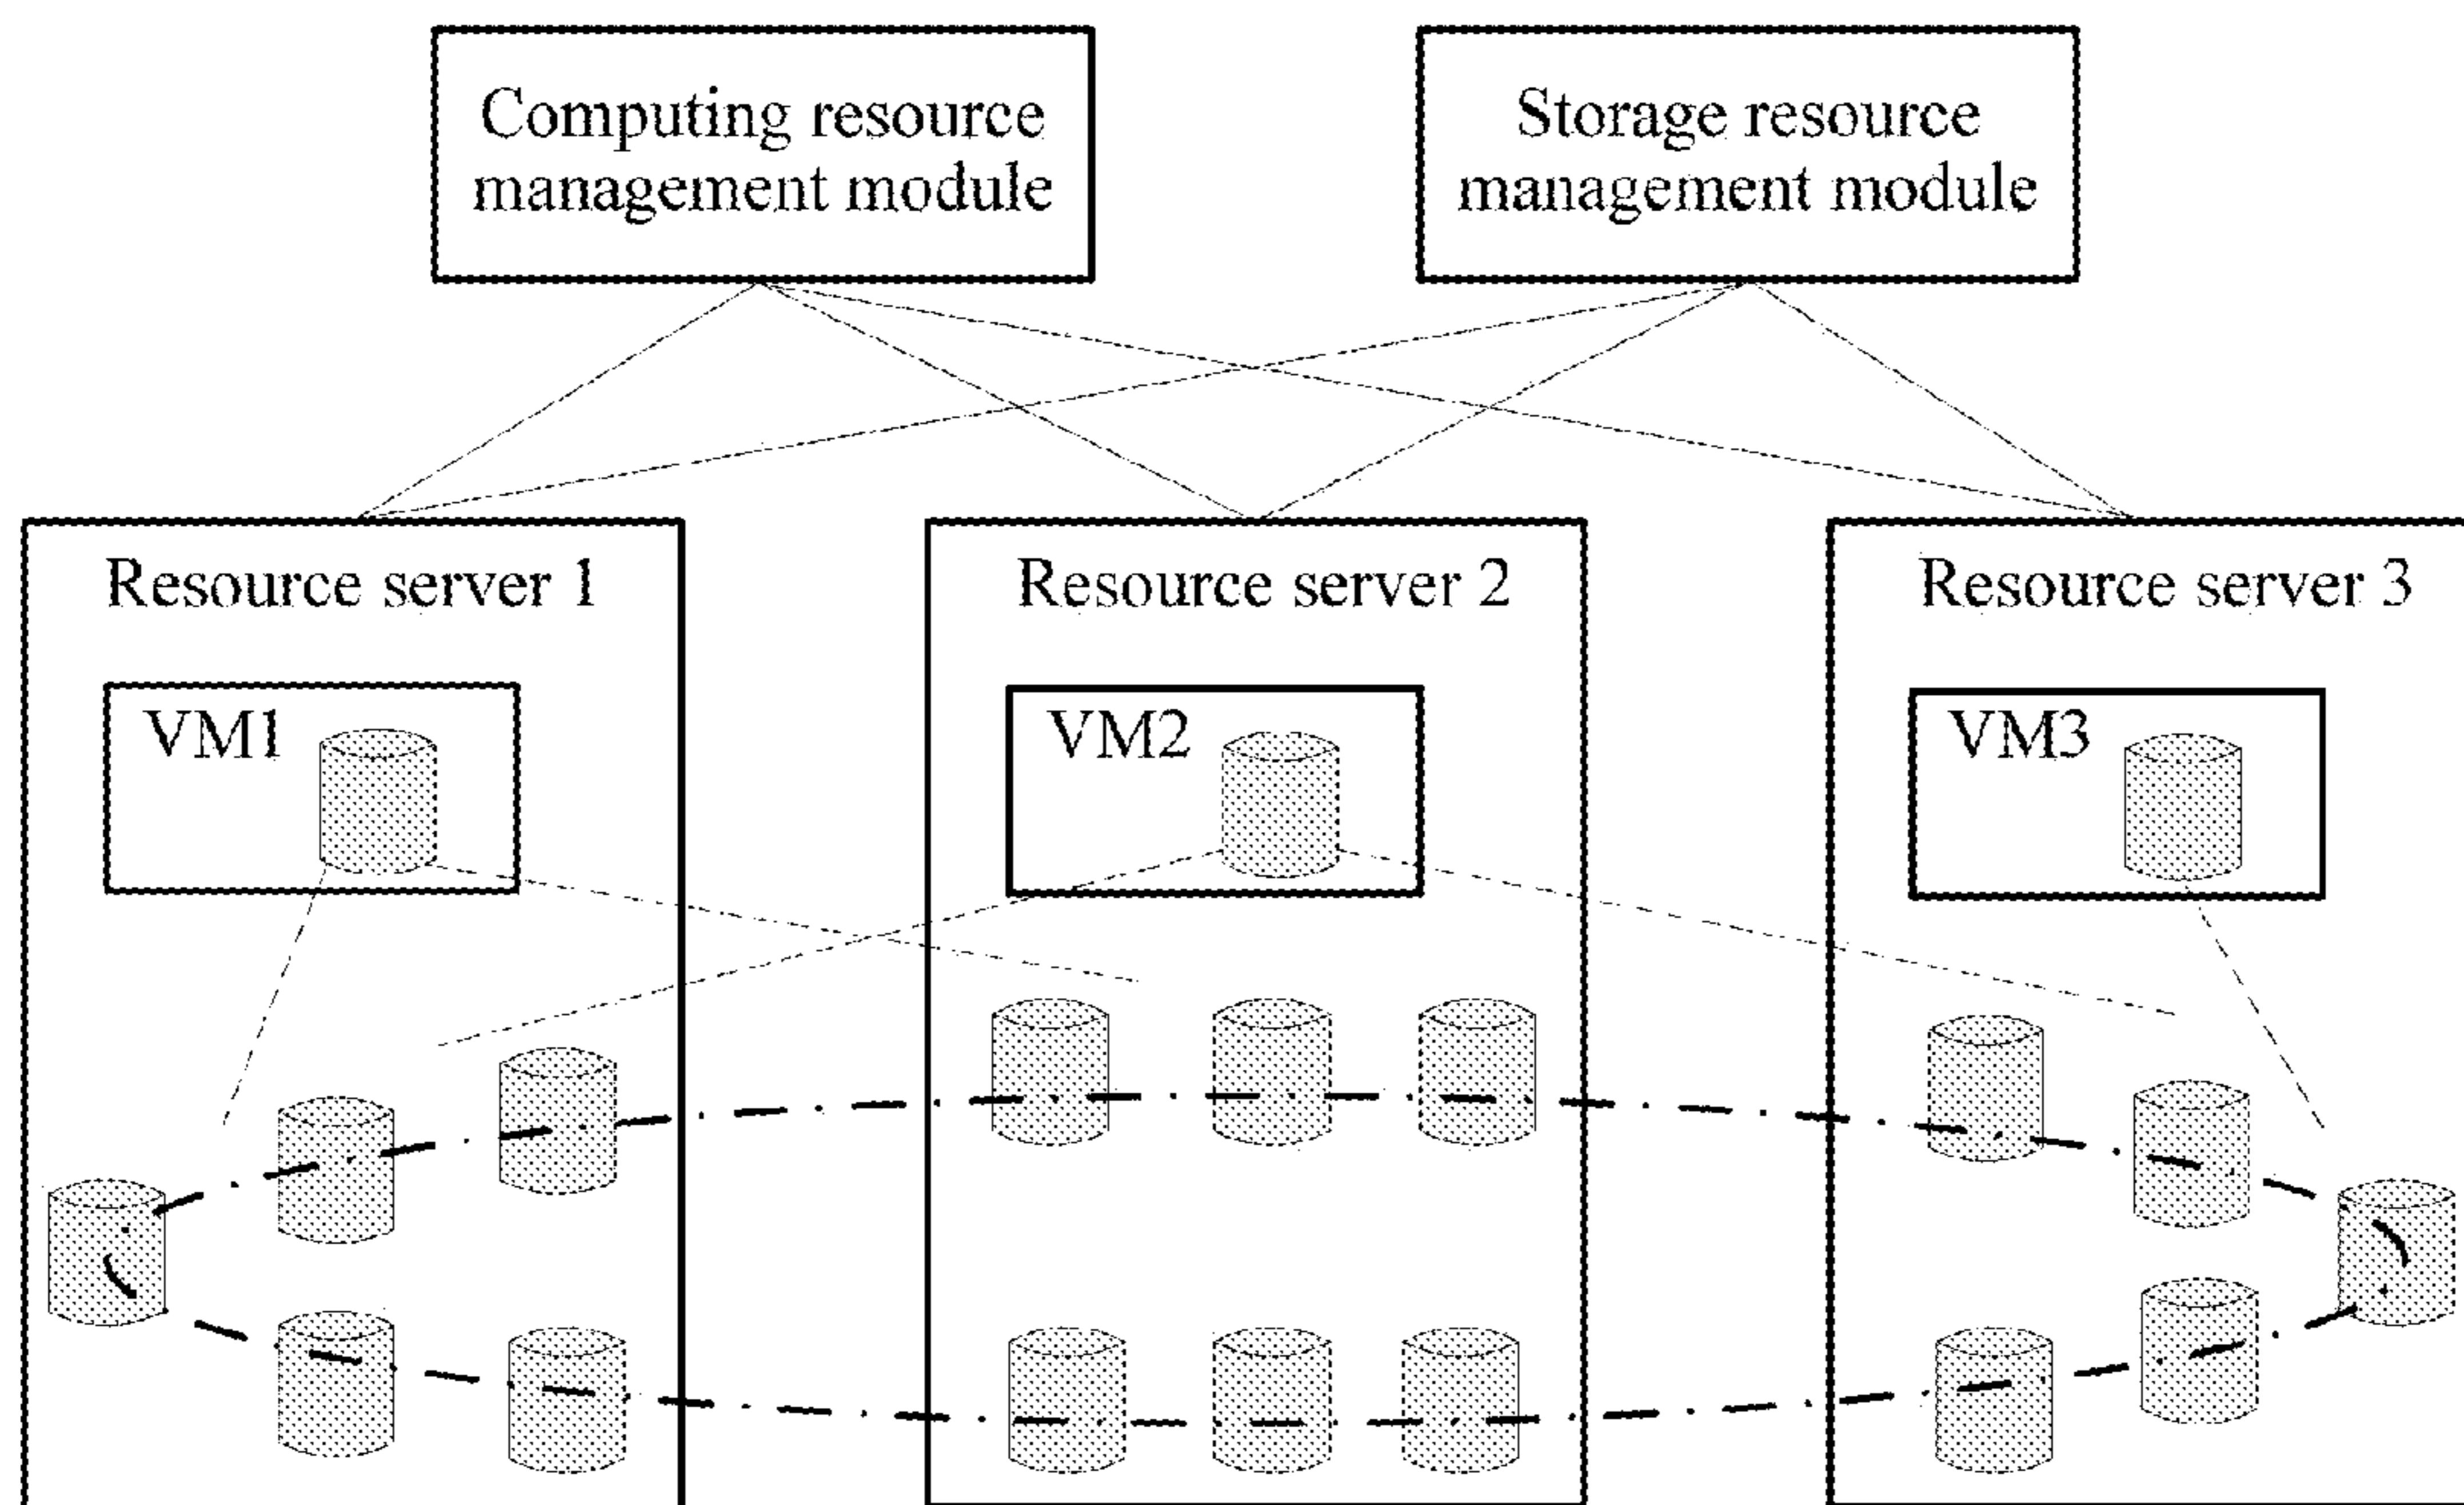 Computing resource
management module
Storage resource
management module
Resource server 1
Resource server 2
Resource server 3
VM1
VM2
VM3